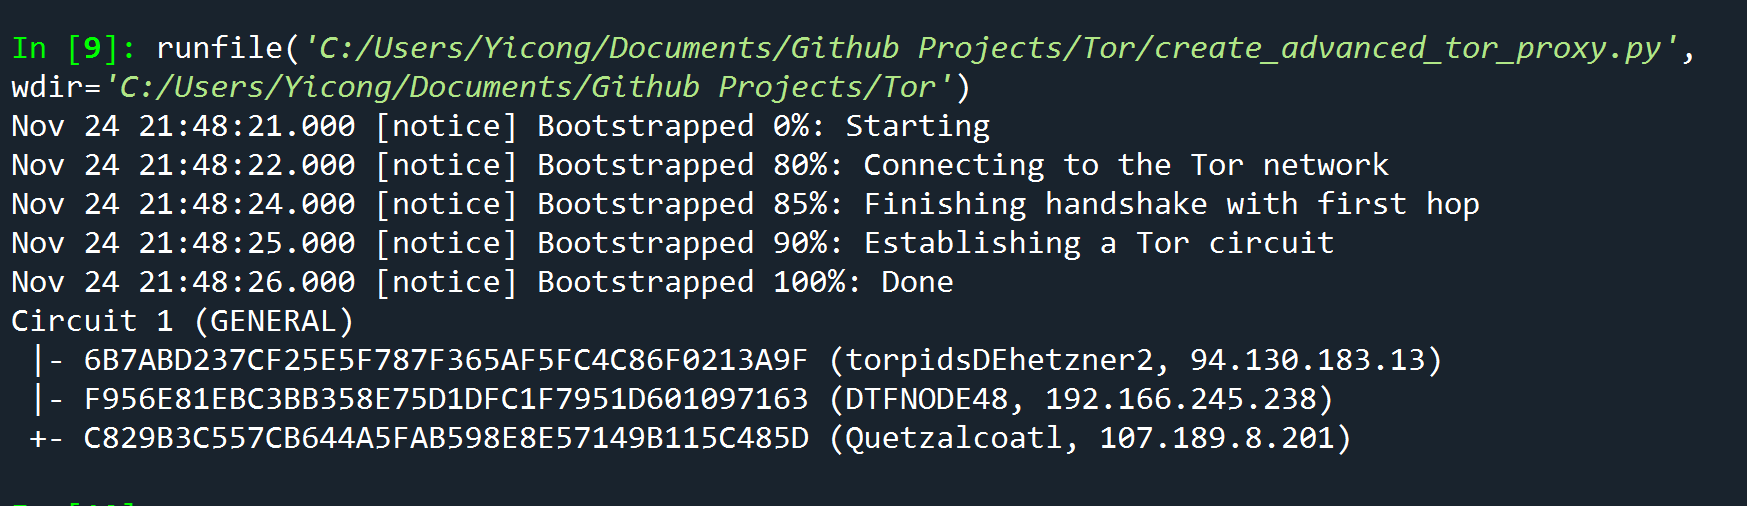 In [9]: runfile('C:/Users/Yicong/Documents/Github Projects/Tor/create_advanced_tor_proxy.py',
wdir='C:/Users/Yicong/Documents/Github Projects/Tor')
Nov 24 21:48:21.000 [notice] Bootstrapped 0%: Starting
Nov 24 21:48:22.000 [notice] Bootstrapped 80%: Connecting to the Tor network
Nov 24 21:48:24.000 [notice] Bootstrapped 85%: Finishing handshake with first hop
Nov 24 21:48:25.000 [notice] Bootstrapped 90%: Establishing a Tor circuit
Nov 24 21:48:26.000 [notice] Bootstrapped 100%: Done
Circuit 1 (GENERAL)
 |- 6B7ABD237CF25E5F787F365AF5FC4C86F0213A9F (torpidsDEhetzner2, 94.130.183.13)
 |- F956E81EBC3BB358E75D1DFC1F7951D601097163 (DTFNODE48, 192.166.245.238)
 +- C829B3C557CB644A5FAB598E8E57149B115C485D (Quetzalcoatl, 107.189.8.201)